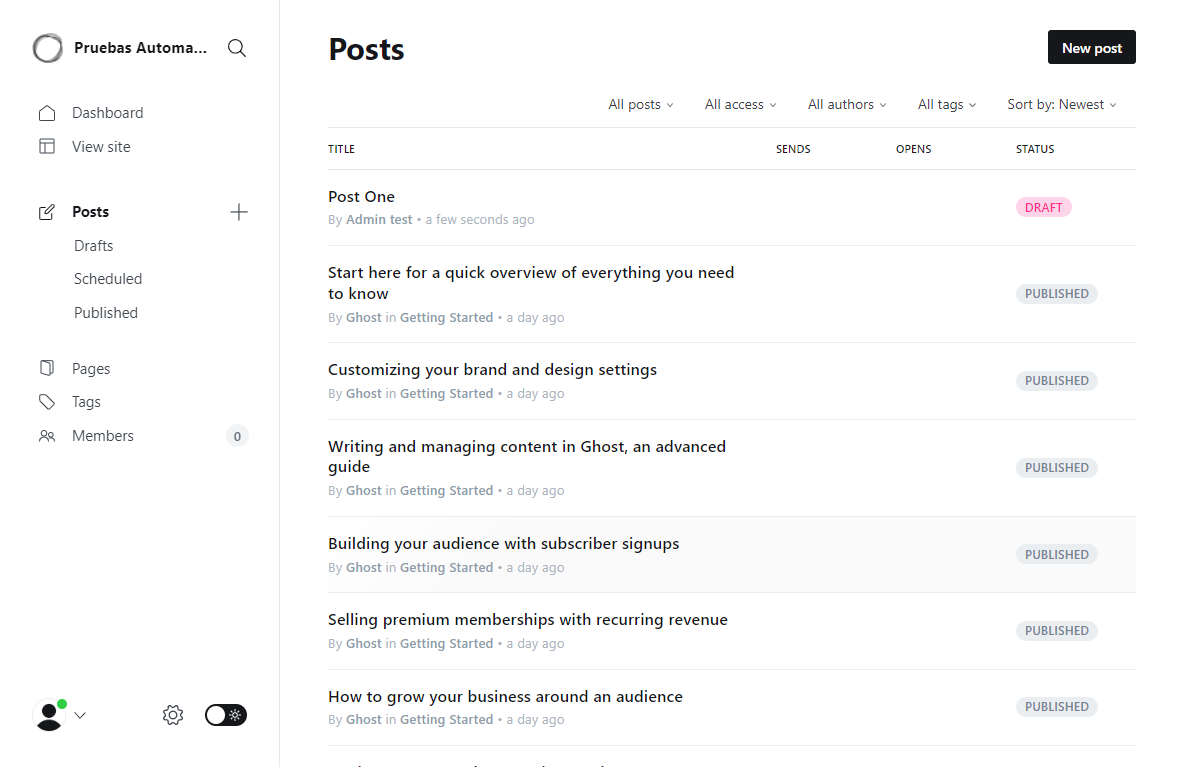 Pruebas Automa...
Dashboard
View site
Posts
Drafts
Scheduled
Published
Pages
Tags
Members 0
Posts
New post
All posts All access All authors All tags Sort by: Newest
TITLE SENDS OPENS STATUS
Post One
By Admin test • a few seconds ago
DRAFT
Start here for a quick overview of everything you need
to know
By Ghost in Getting Started • a day ago
PUBLISHED
Customizing your brand and design settings
By Ghost in Getting Started • a day ago
PUBLISHED
Writing and managing content in Ghost, an advanced
guide
By Ghost in Getting Started • a day ago
PUBLISHED
Building your audience with subscriber signups
By Ghost in Getting Started • a day ago
PUBLISHED
Selling premium memberships with recurring revenue
By Ghost in Getting Started • a day ago
PUBLISHED
How to grow your business around an audience
By Ghost in Getting Started • a day ago
PUBLISHED